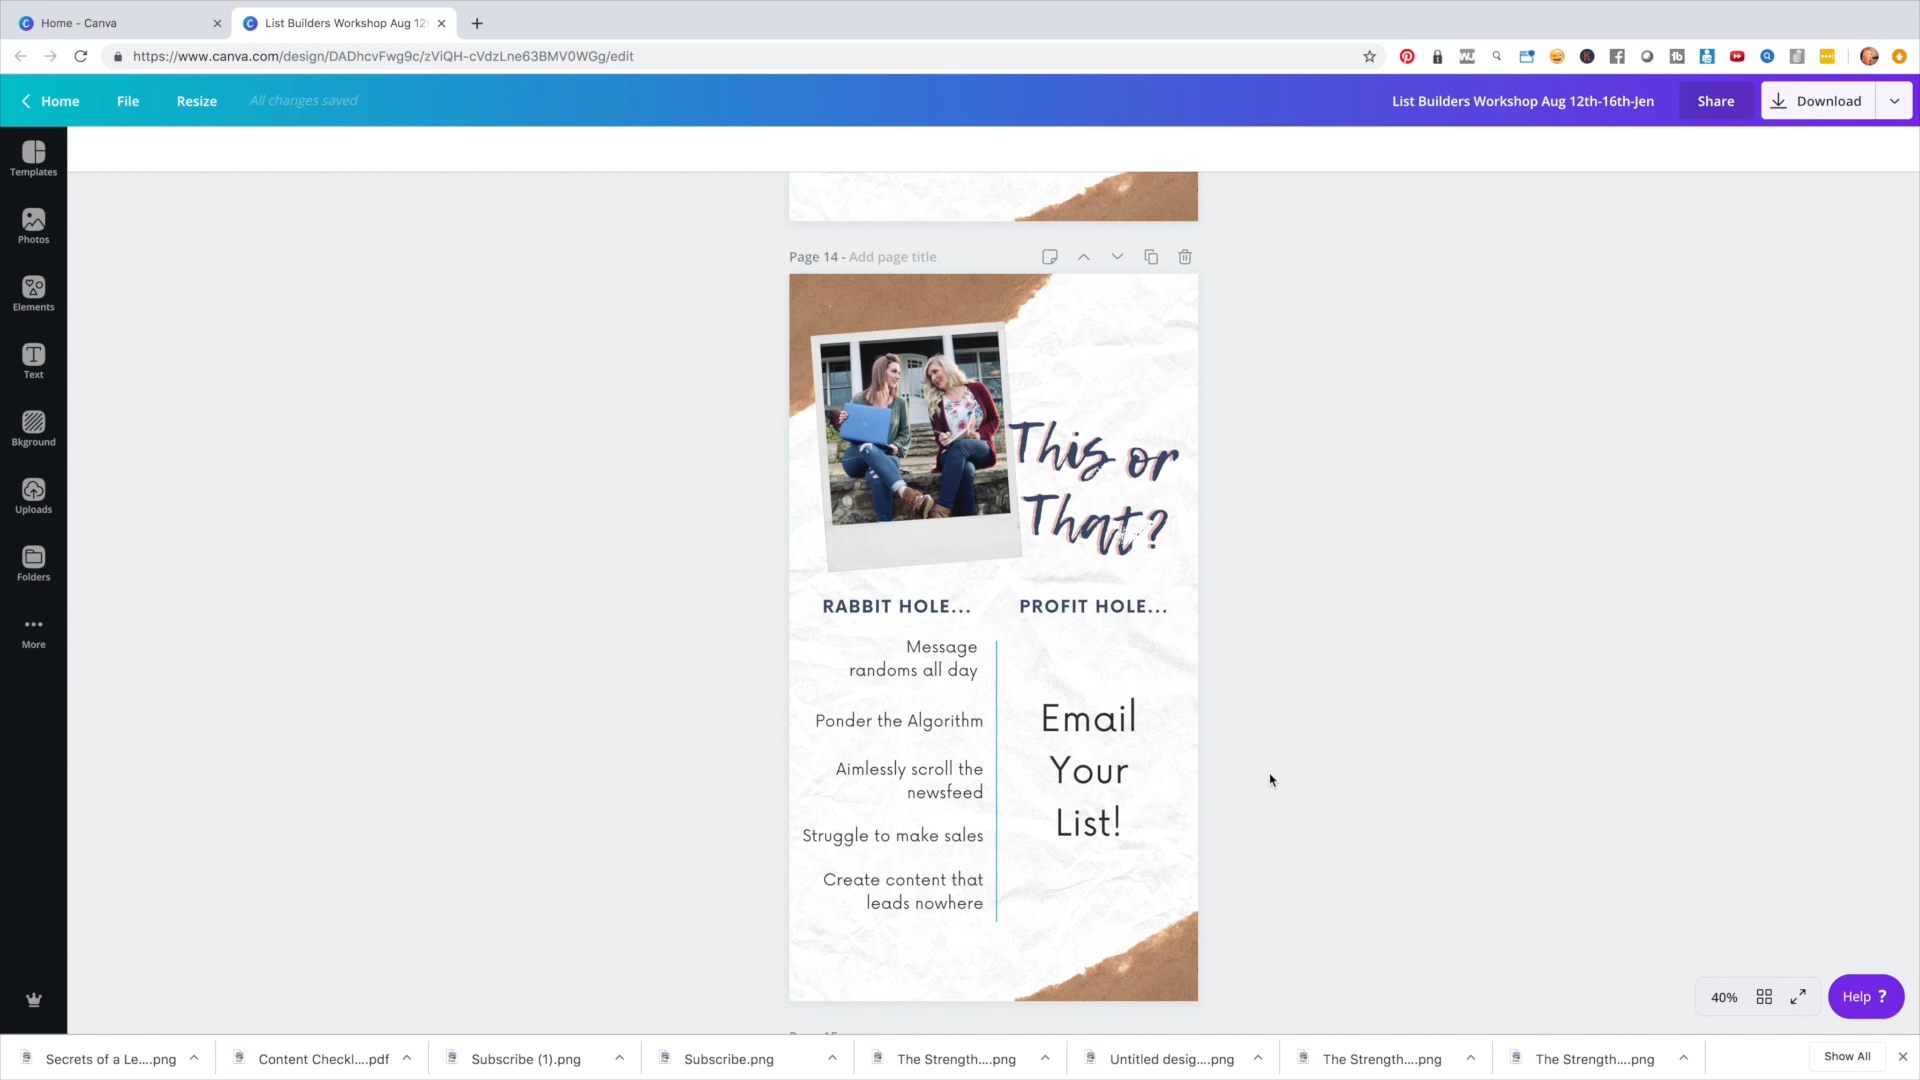 Home - Canva
List Builders Workshop Aug 12
https://www.canva.com/design/DADhcvFwg9c/zViQH-cVdzLne63BMV0WGg/edit
Home
File
Resize
All changes saved
List Builders Workshop Aug 12th-16th-Jen
Share
Download
Templates
Photos
Elements
Text
Bkground
Uploads
Folders
More
Page 14 - Add page title
This or
That?
RABBIT HOLE...
PROFIT HOLE...
Message
randoms all day
Ponder the Algorithm
Aimlessly scroll the
newsfeed
Struggle to make sales
Create content that
leads nowhere
Email
Your
List!
40%
Help ?
Secrets of a Le....png
Content Checkl....pdf
Subscribe (1).png
Subscribe.png
The Strength....png
Untitled desig....png
The Strength....png
The Strength....png
Show All